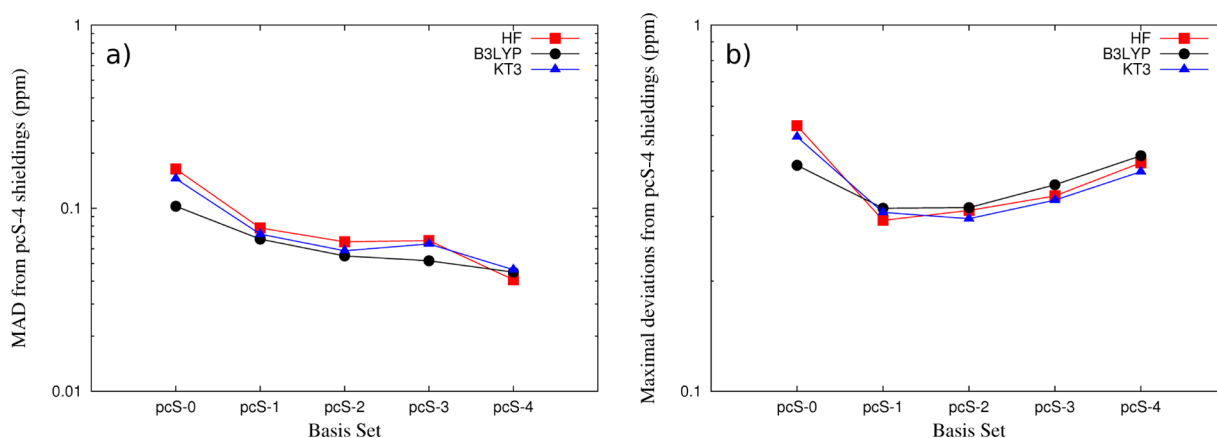 a)
HF
B3LYP
KT3
MAD from pcS-4 shieldings (ppm)
1
0.1
0.01
pcS-0 pcS-1 pcS-2 pcS-3 pcS-4
Basis Set
b)
HF
B3LYP
KT3
Maximal deviations from pcS-4 shieldings (ppm)
1
0.1
pcS-0 pcS-1 pcS-2 pcS-3 pcS-4
Basis Set